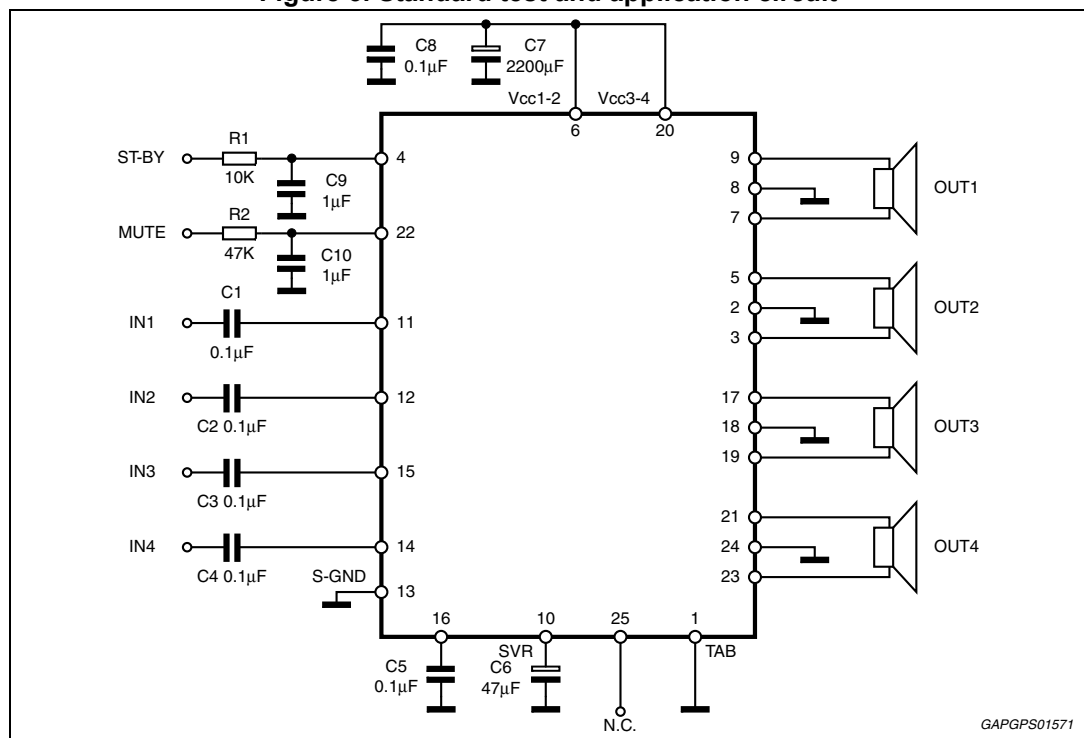 Figure 6. Standard test and application circuit
C8
0.1μF
C7
2200μF
Vcc1-2
Vcc3-4
6
20
ST-BY
R1
10K
4
C9
1μF
MUTE
R2
47K
22
C10
1μF
IN1
C1
0.1μF
11
IN2
C2 0.1μF
12
IN3
C3 0.1μF
15
IN4
C4 0.1μF
14
S-GND
13
9
8
7
OUT1
5
2
3
OUT2
17
18
19
OUT3
21
24
23
OUT4
16
10
25
1
C5
0.1μF
SVR
C6
47μF
N.C.
TAB
GAPGPS01571